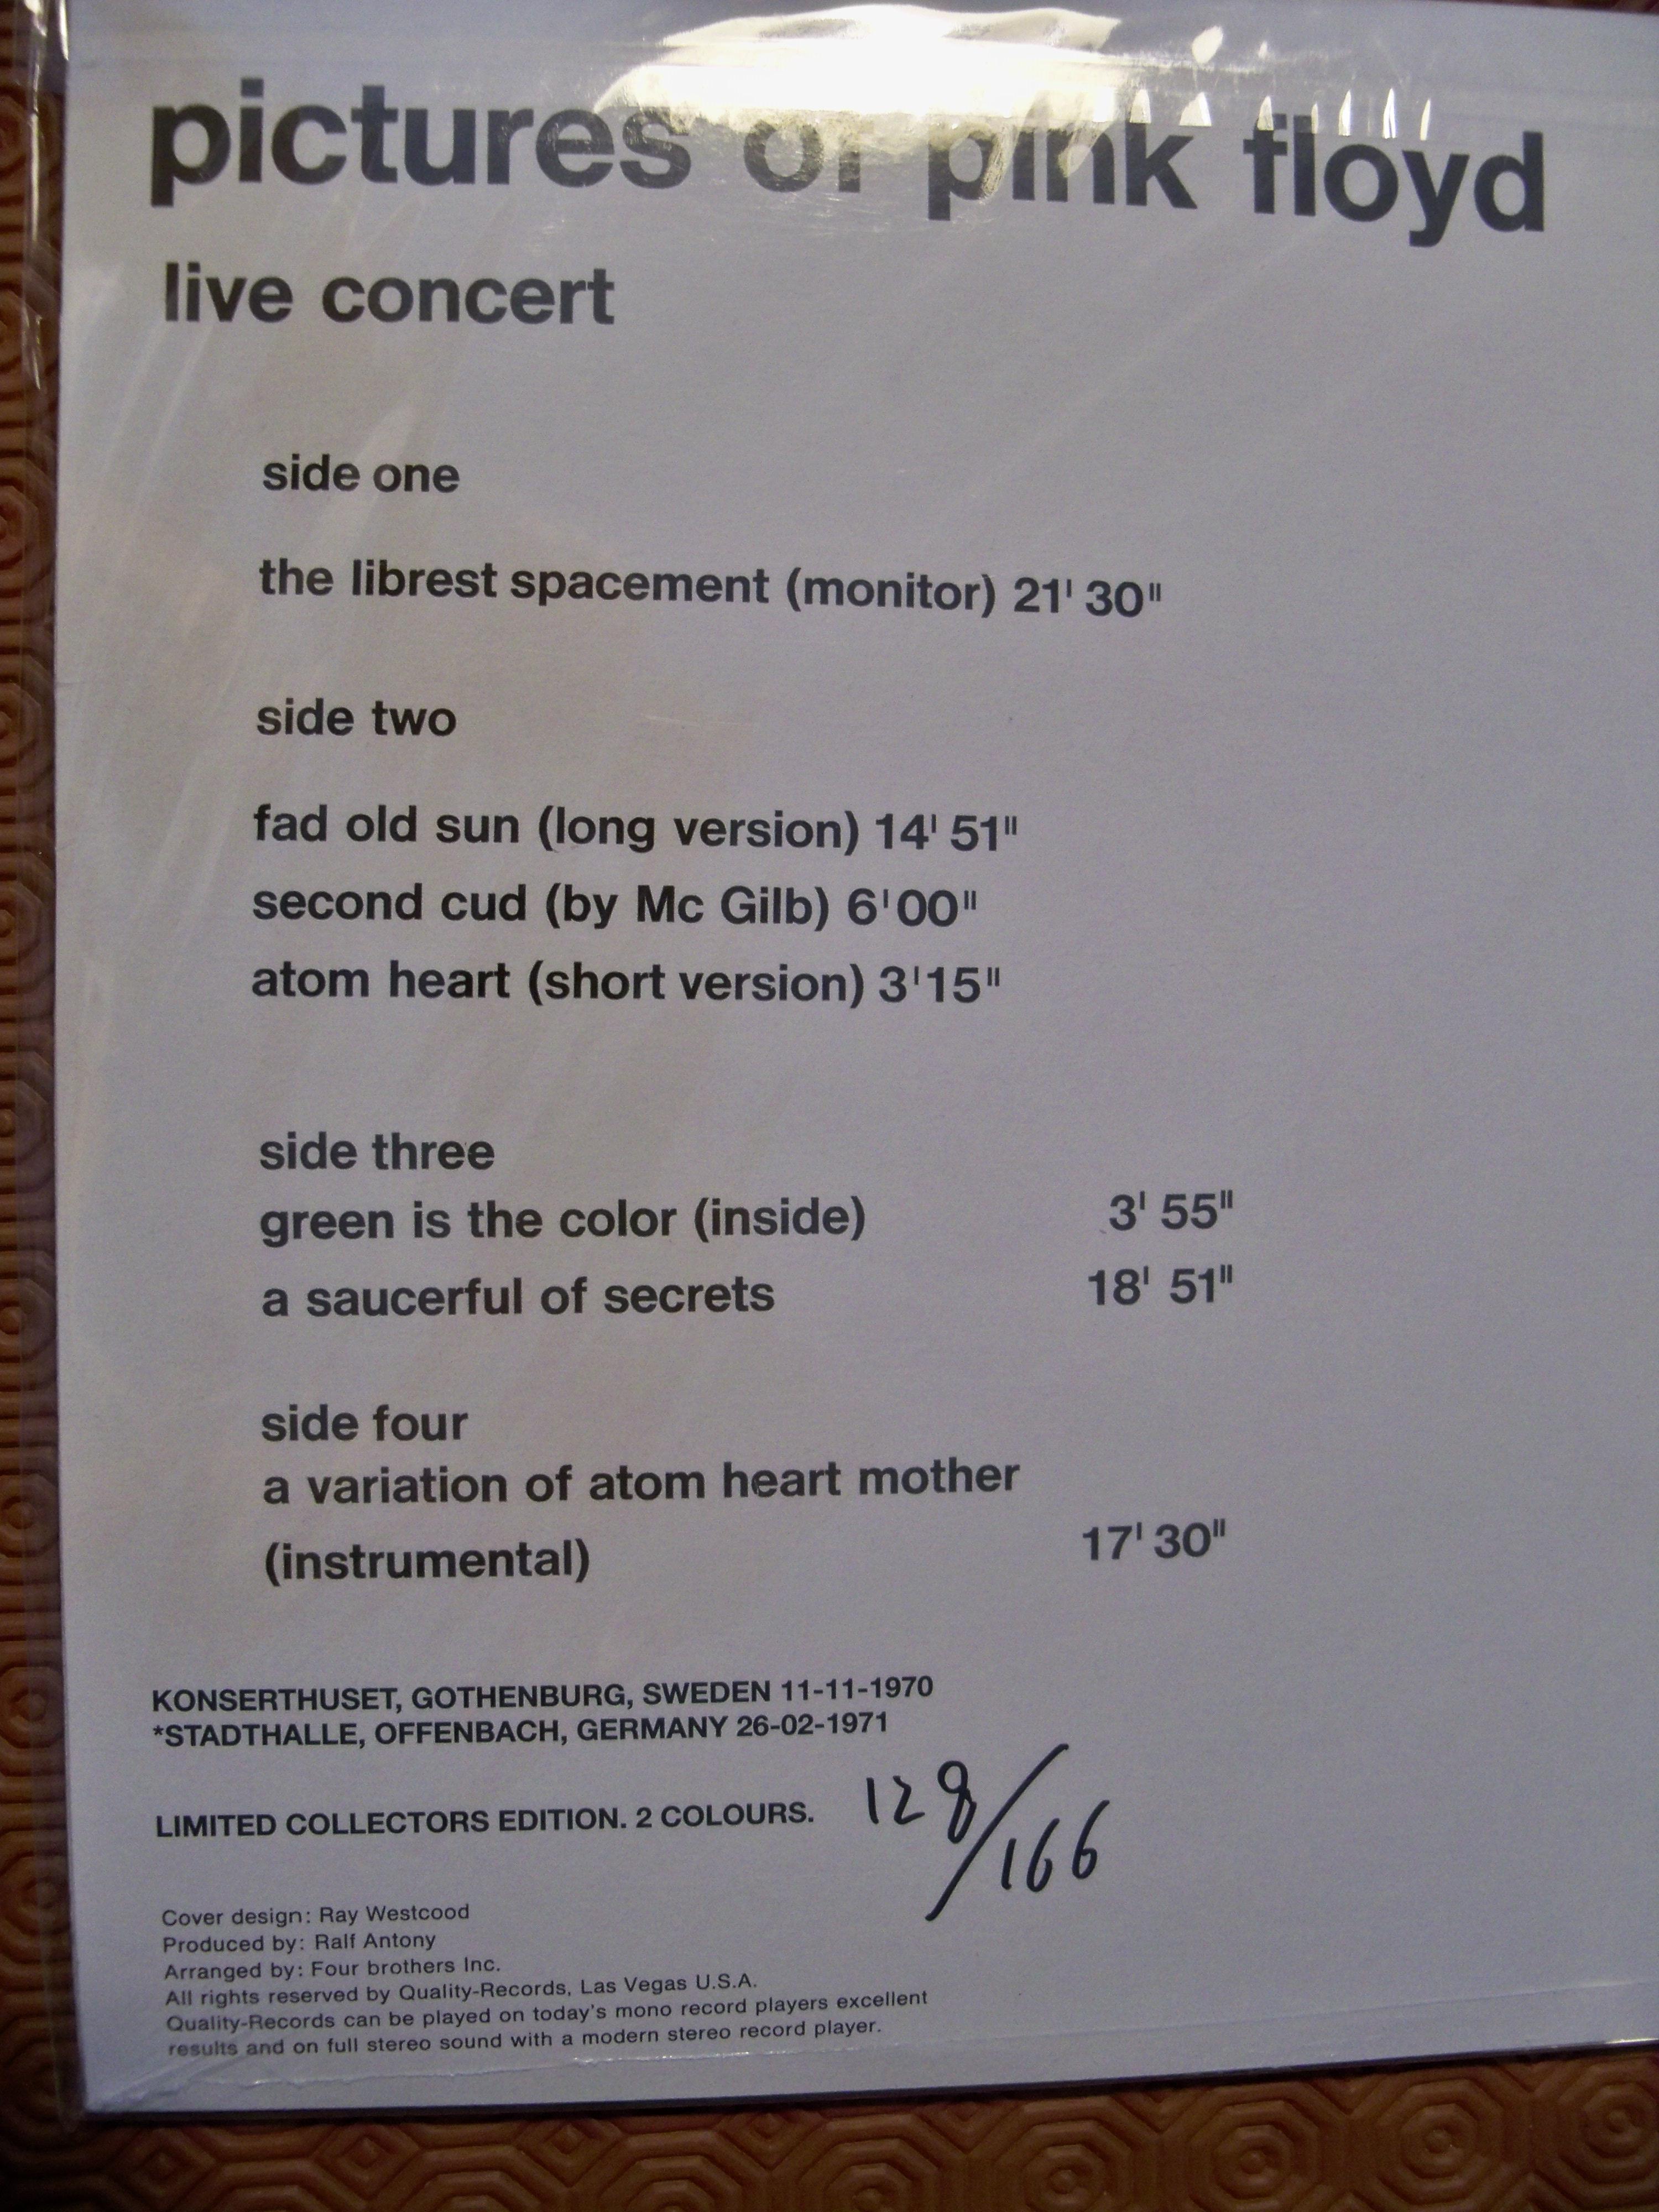 pictures of pink floyd
live concert
side one
the librest spacement (monitor) 21' 30"
side two
fad old sun (long version) 14' 51"
second cud (by Mc Gilb) 6'00"
atom heart (short version) 3'15"
side three
green is the color (inside) 3' 55"
a saucerful of secrets 18' 51"
side four
a variation of atom heart mother
(instrumental) 17' 30"
KONSERTHUSET, GOTHENBURG, SWEDEN 11-11-1970
*STADTHALLE, OFFENBACH, GERMANY 26-02-1971
LIMITED COLLECTORS EDITION. 2 COLOURS. 128/166
Cover design: Ray Westcood
Produced by: Ralf Antony
Arranged by: Four brothers Inc.
All rights reserved by Quality-Records, Las Vegas U.S.A.
Quality-Records can be played on today's mono record players excellent
results and on full stereo sound with a modern stereo record player.